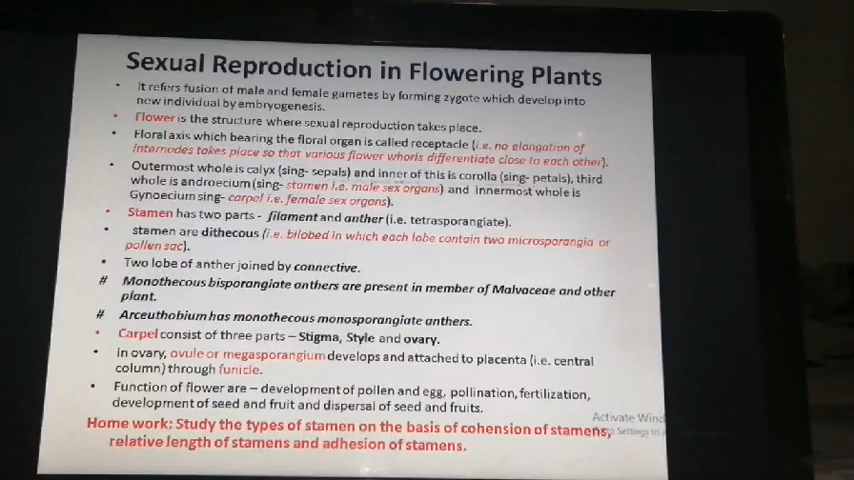 Sexual Reproduction in Flowering Plants
• It refers fusion of male and female gametes by forming zygote which develop into
new individual by embryogenesis.
• Flower is the structure where sexual reproduction takes place.
• Floral axis which bearing the floral organ is called receptacle (i.e. no elongation of
internodes takes place so that various flower whorls differentiate close to each other).
• Outermost whole is calyx (sing- sepals) and inner of this is corolla (sing- petals), third
whole is androecium (sing- stamen i.e. male sex organs) and innermost whole is
Gynoecium sing- carpel i.e. female sex organs).
• Stamen has two parts - filament and anther (i.e. tetrasporangiate).
• stamen are dithecous (i.e. bilobed in which each lobe contain two microsporangia or
pollen sac).
• Two lobe of anther joined by connective.
# Monothecous bisporangiate anthers are present in member of Malvaceae and other
plant.
# Arceuthobium has monothecous monosporangiate anthers.
• Carpel consist of three parts – Stigma, Style and ovary.
• In ovary, ovule or megasporangium develops and attached to placenta (i.e. central
column) through funicle.
• Function of flower are – development of pollen and egg, pollination, fertilization,
development of seed and fruit and dispersal of seed and fruits.
Activate Wind
Home work: Study the types of stamen on the basis of cohension of stamens,
Settings to
relative length of stamens and adhesion of stamens.